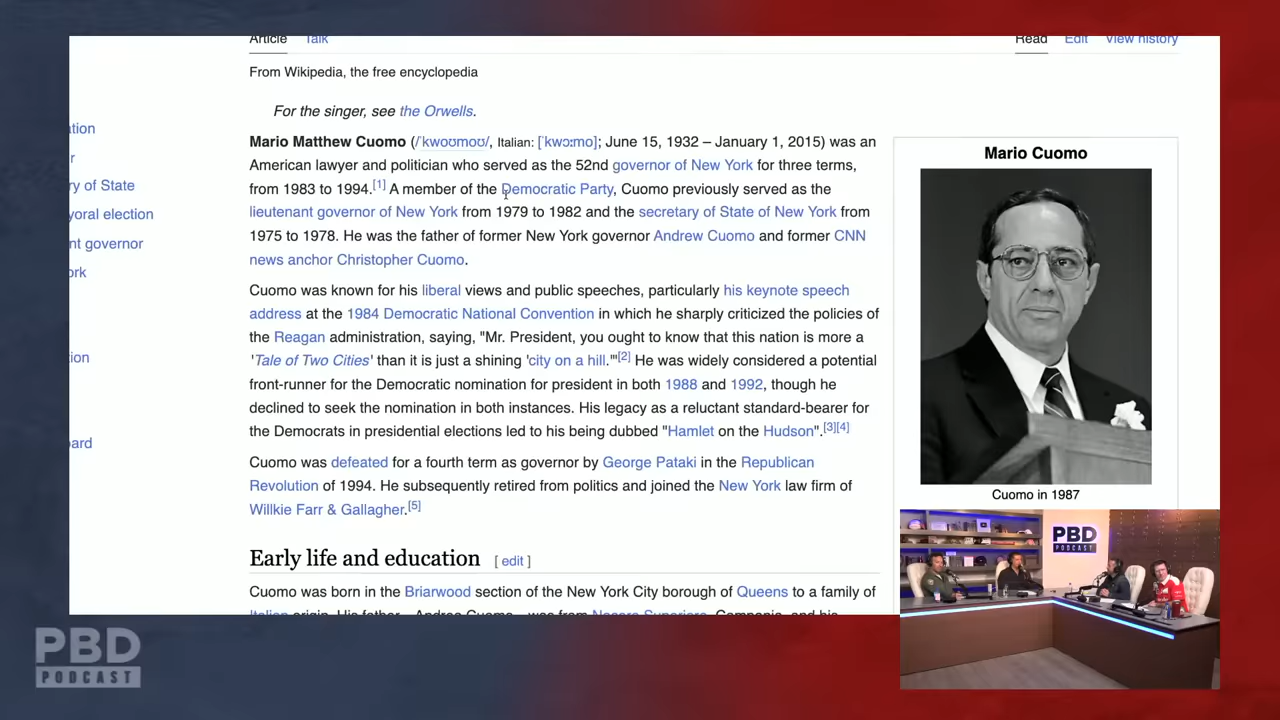 Article Talk Read Edit View history
From Wikipedia, the free encyclopedia
For the singer, see the Orwells.
Mario Matthew Cuomo (/ˈkwoʊmoʊ/, Italian: [ˈkwɔːmo]; June 15, 1932 – January 1, 2015) was an
American lawyer and politician who served as the 52nd governor of New York for three terms,
from 1983 to 1994.[1] A member of the Democratic Party, Cuomo previously served as the
lieutenant governor of New York from 1979 to 1982 and the secretary of State of New York from
1975 to 1978. He was the father of former New York governor Andrew Cuomo and former CNN
news anchor Christopher Cuomo.
Cuomo was known for his liberal views and public speeches, particularly his keynote speech
address at the 1984 Democratic National Convention in which he sharply criticized the policies of
the Reagan administration, saying, "Mr. President, you ought to know that this nation is more a
'Tale of Two Cities' than it is just a shining 'city on a hill.'"[2] He was widely considered a potential
front-runner for the Democratic nomination for president in both 1988 and 1992, though he
declined to seek the nomination in both instances. His legacy as a reluctant standard-bearer for
the Democrats in presidential elections led to his being dubbed "Hamlet on the Hudson".[3][4]
Cuomo was defeated for a fourth term as governor by George Pataki in the Republican
Revolution of 1994. He subsequently retired from politics and joined the New York law firm of
Willkie Farr & Gallagher.[5]
Early life and education [ edit ]
Cuomo was born in the Briarwood section of the New York City borough of Queens to a family of
Italian origin. His father, Andrea Cuomo, was from Nocera Superiore, Campania, and his
ation
r
ry of State
yoral election
nt governor
ork
tion
ard
Mario Cuomo
Cuomo in 1987
PBD
PODCAST
PBD
PODCAST